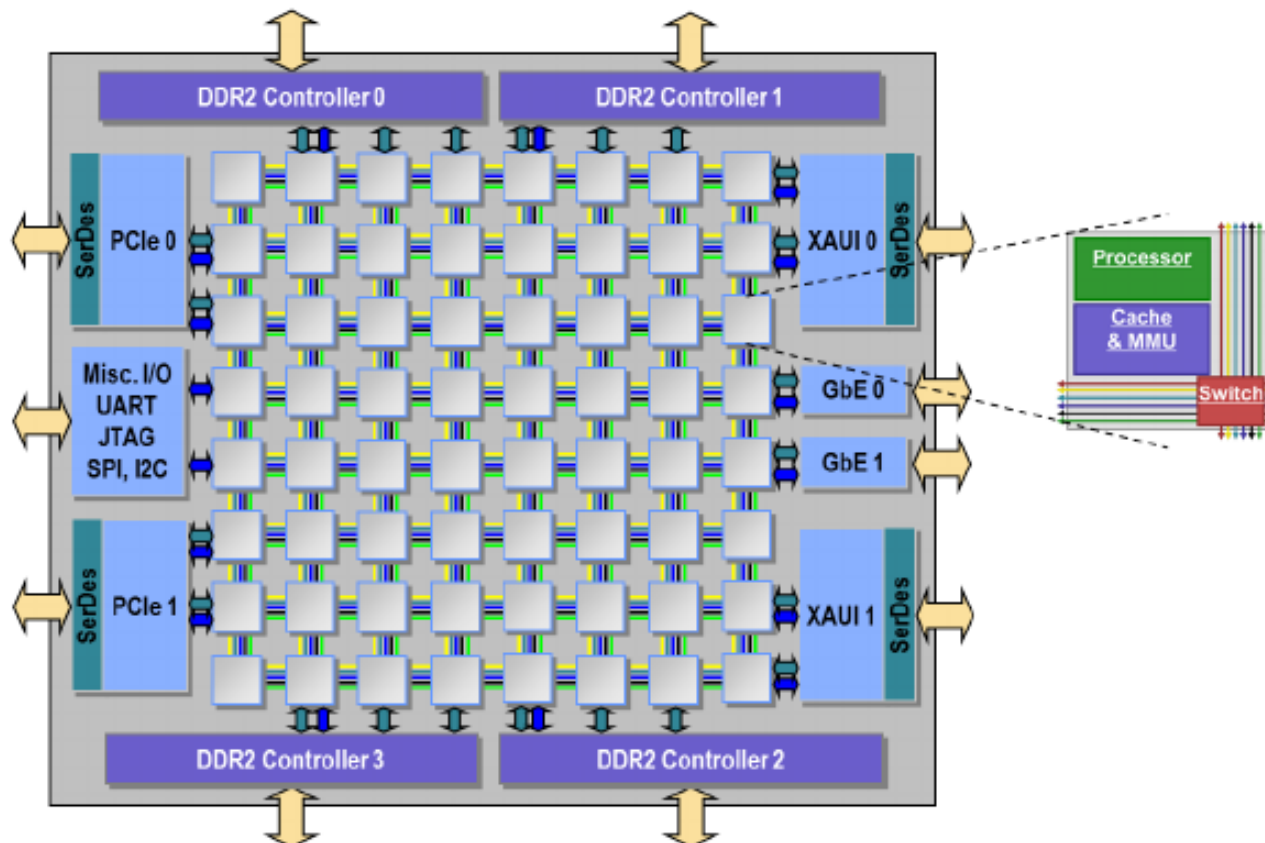 DDR2 Controller 0
DDR2 Controller 1
SerDes
PCIe 0
XAUI 0
SerDes
Processor
Cache
& MMU
Switch
Misc. I/O
UART
JTAG
SPI, I2C
GbE 0
GbE 1
SerDes
PCIe 1
XAUI 1
SerDes
DDR2 Controller 3
DDR2 Controller 2